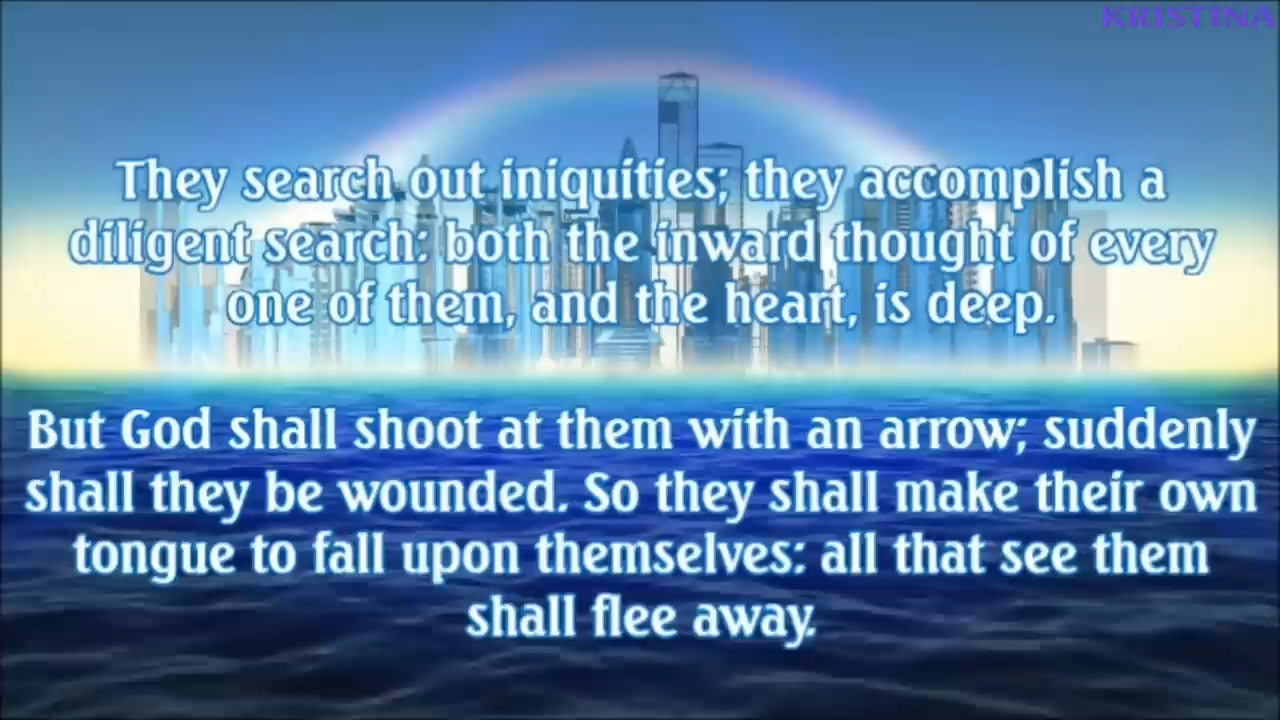 KRISTINA
They search out iniquities; they accomplish a
diligent search: both the inward thought of every
one of them, and the heart, is deep.
But God shall shoot at them with an arrow; suddenly
shall they be wounded. So they shall make their own
tongue to fall upon themselves: all that see them
shall flee away.